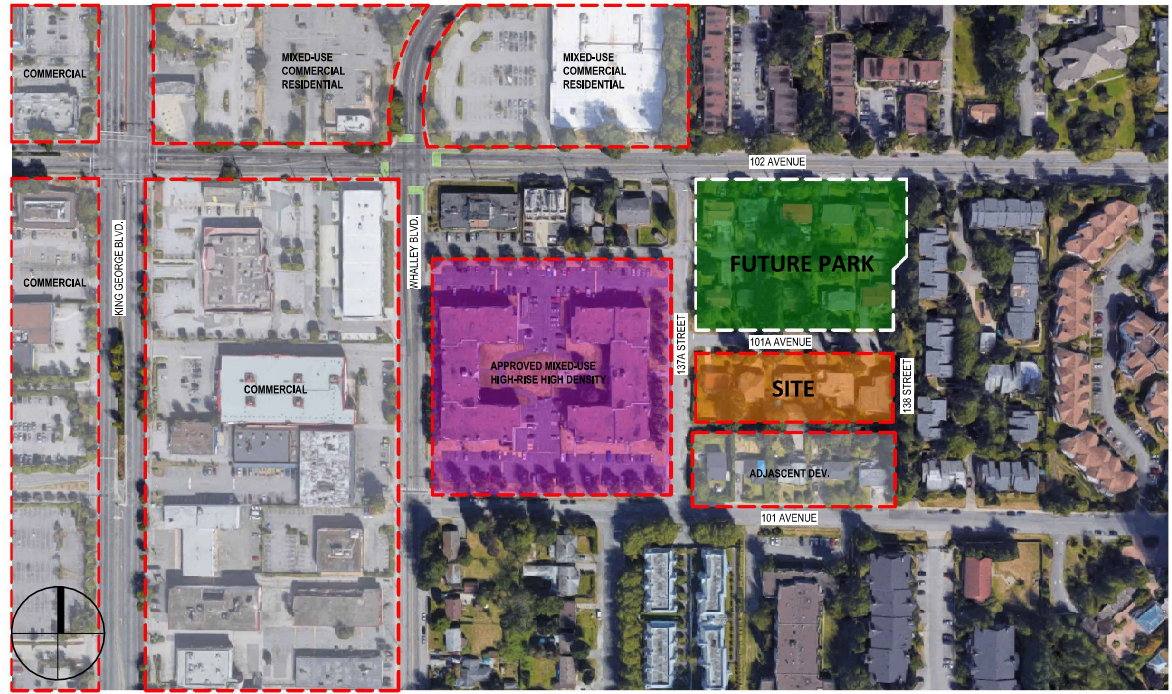 COMMERCIAL
MIXED-USE
COMMERCIAL
RESIDENTIAL
MIXED-USE
COMMERCIAL
RESIDENTIAL
102 AVENUE
KING GEORGE BLVD.
WHALLEY BLVD.
COMMERCIAL
FUTURE PARK
137A STREET
101A AVENUE
APPROVED MIXED-USE
HIGH-RISE HIGH DENSITY
COMMERCIAL
SITE
138 STREET
ADJASCENT DEV.
101 AVENUE